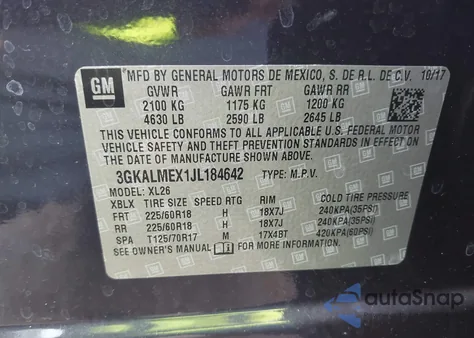 GM
MFD BY GENERAL MOTORS DE MEXICO, S. DE R.L. DE C.V. 10/17
GVWR GAWR FRT GAWR RR
2100 KG 1175 KG 1200 KG
4630 LB 2590 LB 2645 LB
THIS VEHICLE CONFORMS TO ALL APPLICABLE U.S. FEDERAL MOTOR
VEHICLE SAFETY AND THEFT PREVENTION STANDARDS IN EFFECT ON THE
DATE OF MANUFACTURE SHOWN ABOVE.
3GKALMEX1JL184642 TYPE: M.P.V.
MODEL: XL26
XBLX TIRE SIZE SPEED RTG RIM COLD TIRE PRESSURE
FRT 225/60R18 H 18X7J 240KPA(35PSI)
RR 225/60R18 H 18X7J 240KPA(35PSI)
SPA T125/70R17 M 17X4BT 420KPA(60PSI)
SEE OWNER'S MANUAL FOR MORE INFORMATION.
autoSnap